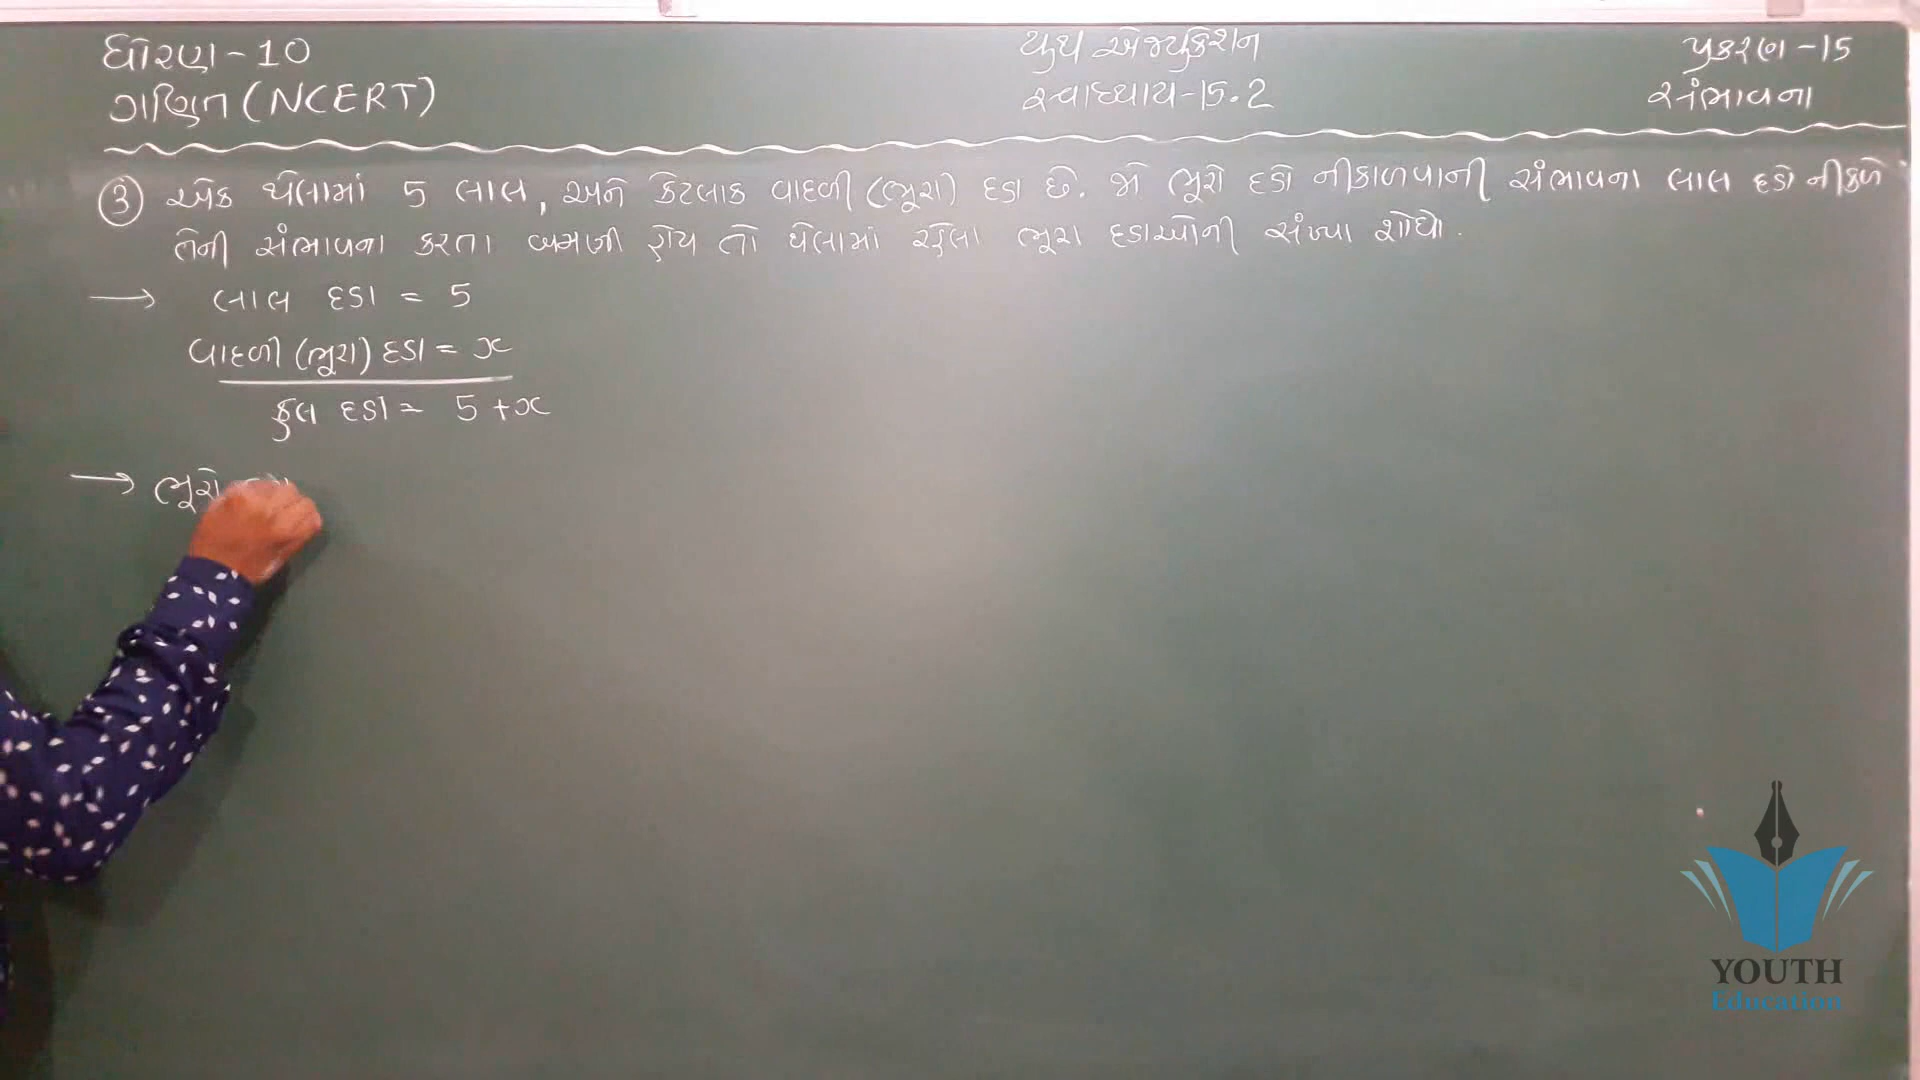 ધોરણ-10
ગણિત (NCERT)
યુથ એજ્યુકેશન
સ્વાધ્યાય-15.2
પ્રકરણ-15
સંભાવના
③ એક થેલામાં 5 લાલ, અને કેટલાક વાદળી (ભૂરા) દડા છે. જો ભૂરો દડો નીકાળવાની સંભાવના લાલ દડો નીકળે
તેની સંભાવના કરતા બમણી હોય તો થેલામાં રહેલા ભૂરા દડાઓની સંખ્યા શોધો.
→ લાલ દડા = 5
વાદળી (ભૂરા) દડા = x
કુલ દડા = 5 + x
→ ભૂરો
YOUTH
Education